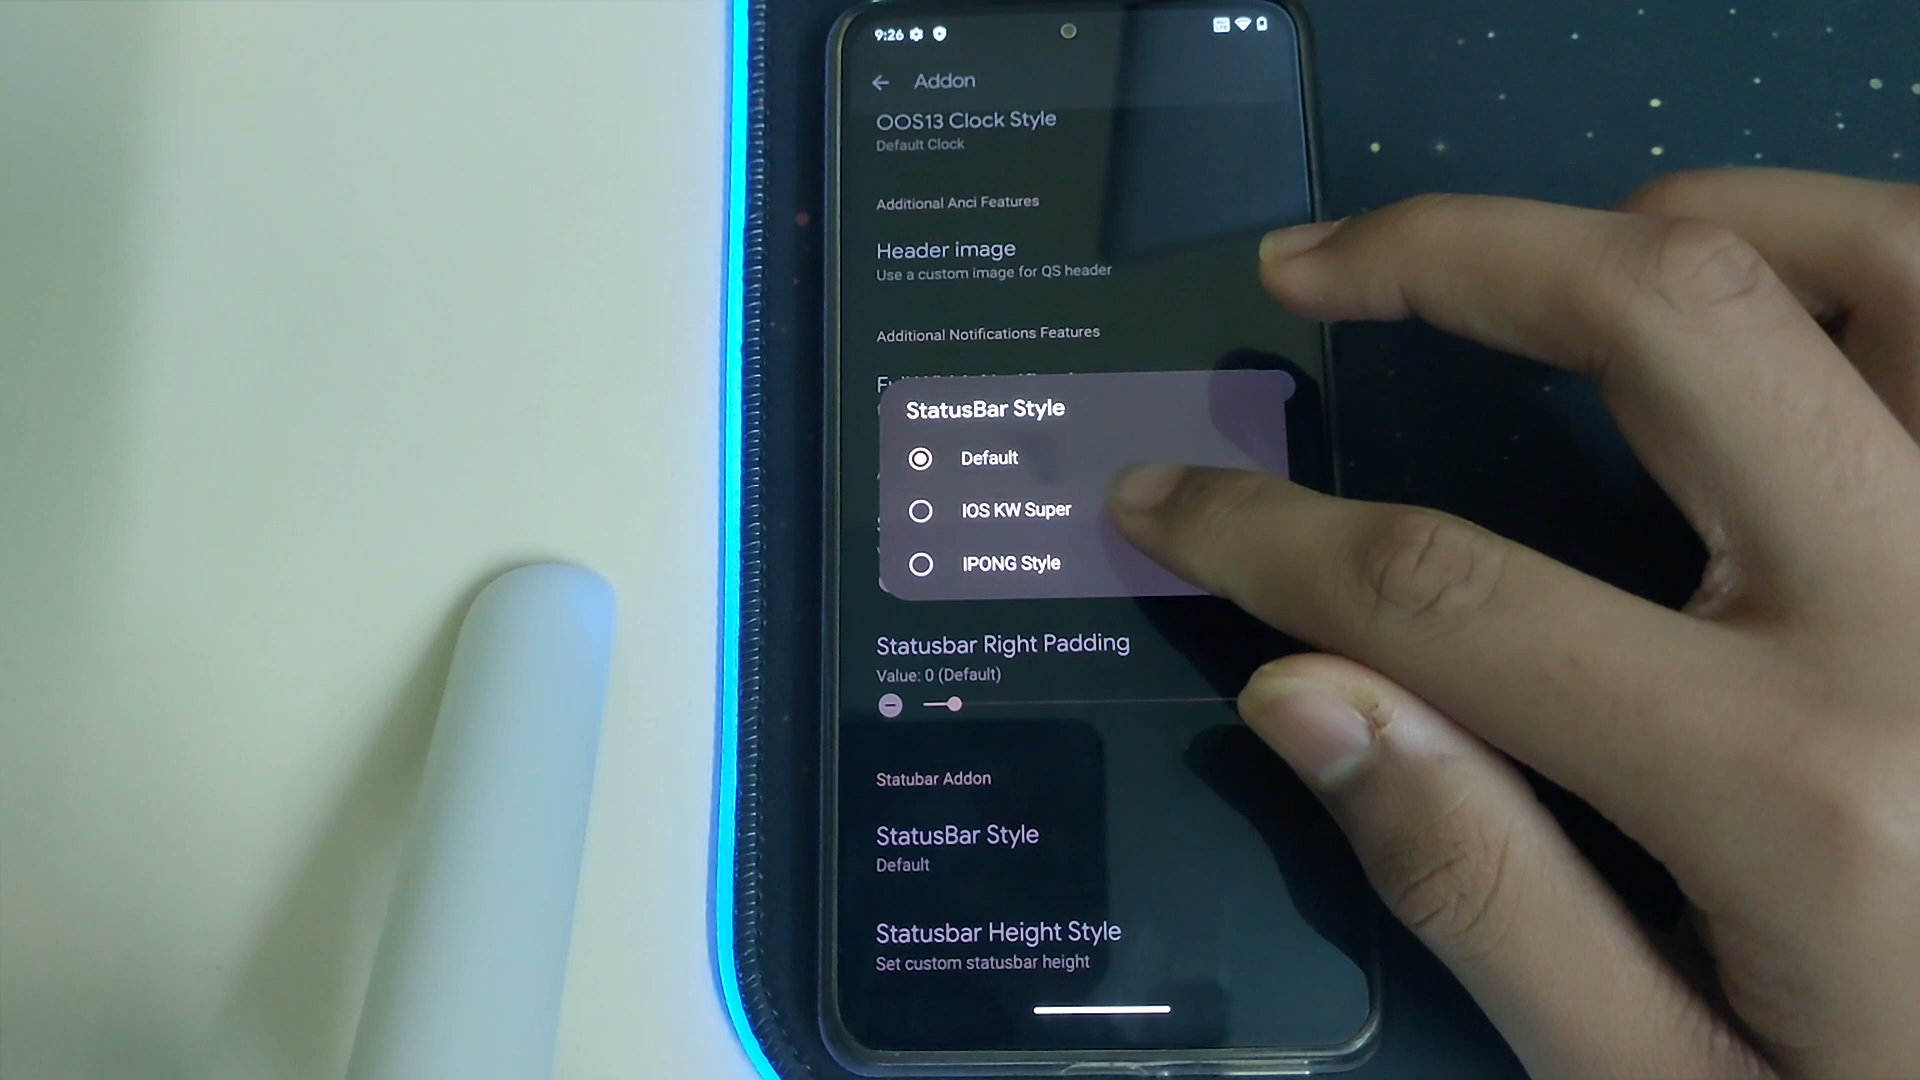 9:26
Addon
OOS13 Clock Style
Default Clock
Additional Anci Features
Header image
Use a custom image for QS header
Additional Notifications Features
StatusBar Style
Default
IOS KW Super
IPONG Style
Statusbar Right Padding
Value: 0 (Default)
Statubar Addon
StatusBar Style
Default
Statusbar Height Style
Set custom statusbar height